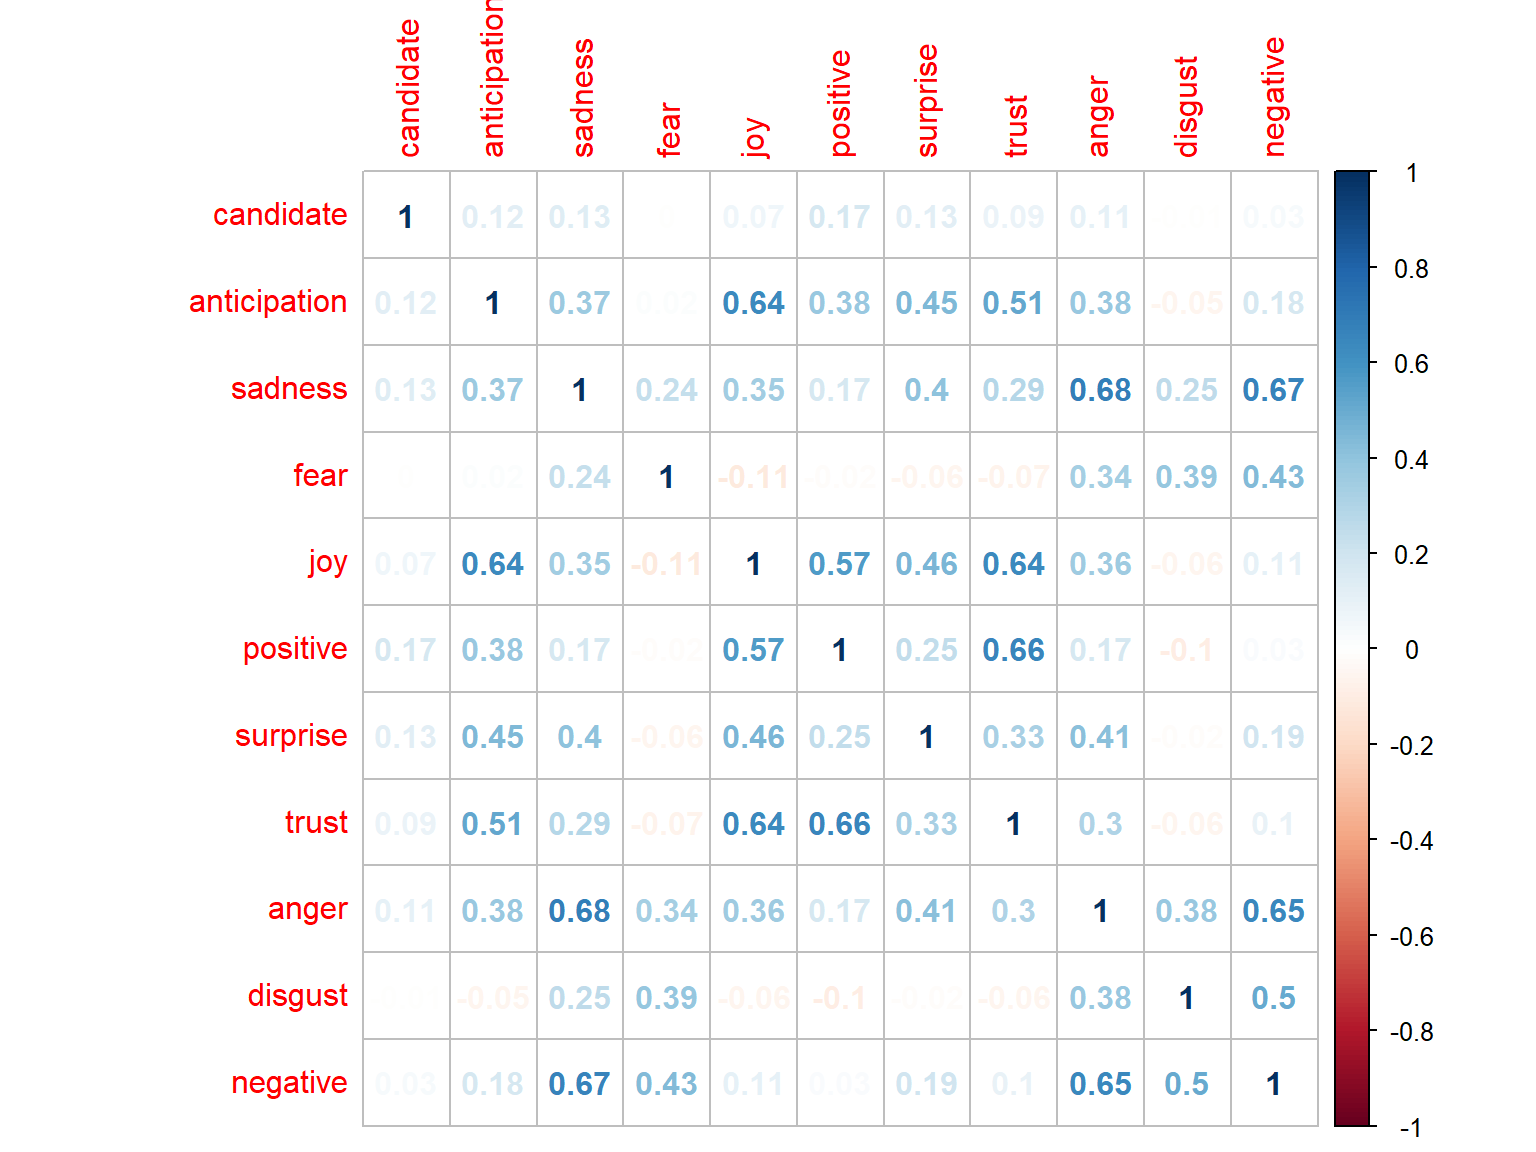 candidate anticipation sadness fear joy positive surprise trust anger disgust negative
candidate 1 0.12 0.13 0.07 0.17 0.13 0.09 0.11 0.03
anticipation 0.12 1 0.37 0.02 0.64 0.38 0.45 0.51 0.38 -0.05 0.18
sadness 0.13 0.37 1 0.24 0.35 0.17 0.4 0.29 0.68 0.25 0.67
fear 0.02 0.24 1 -0.11 -0.02 -0.06 -0.07 0.34 0.39 0.43
joy 0.07 0.64 0.35 -0.11 1 0.57 0.46 0.64 0.36 -0.06 0.11
positive 0.17 0.38 0.17 -0.02 0.57 1 0.25 0.66 0.17 -0.1 0.03
surprise 0.13 0.45 0.4 -0.06 0.46 0.25 1 0.33 0.41 -0.02 0.19
trust 0.09 0.51 0.29 -0.07 0.64 0.66 0.33 1 0.3 -0.06 0.1
anger 0.11 0.38 0.68 0.34 0.36 0.17 0.41 0.3 1 0.38 0.65
disgust -0.05 0.25 0.39 -0.06 -0.1 -0.02 -0.06 0.38 1 0.5
negative 0.03 0.18 0.67 0.43 0.11 0.03 0.19 0.1 0.65 0.5 1
1
0.8
0.6
0.4
0.2
0
-0.2
-0.4
-0.6
-0.8
-1